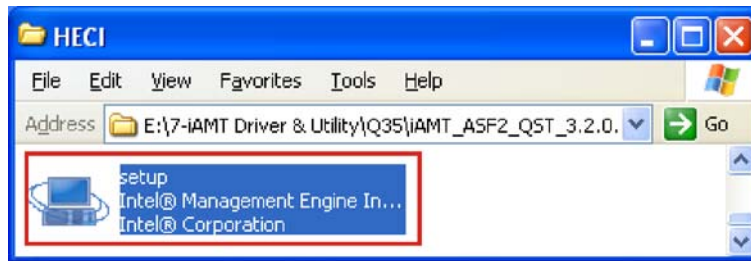 HECI
File Edit View Favorites Tools Help
Address E:\7-iAMT Driver & Utility\Q35\iAMT_ASF2_QST_3.2.0. Go
setup
Intel® Management Engine In...
Intel® Corporation